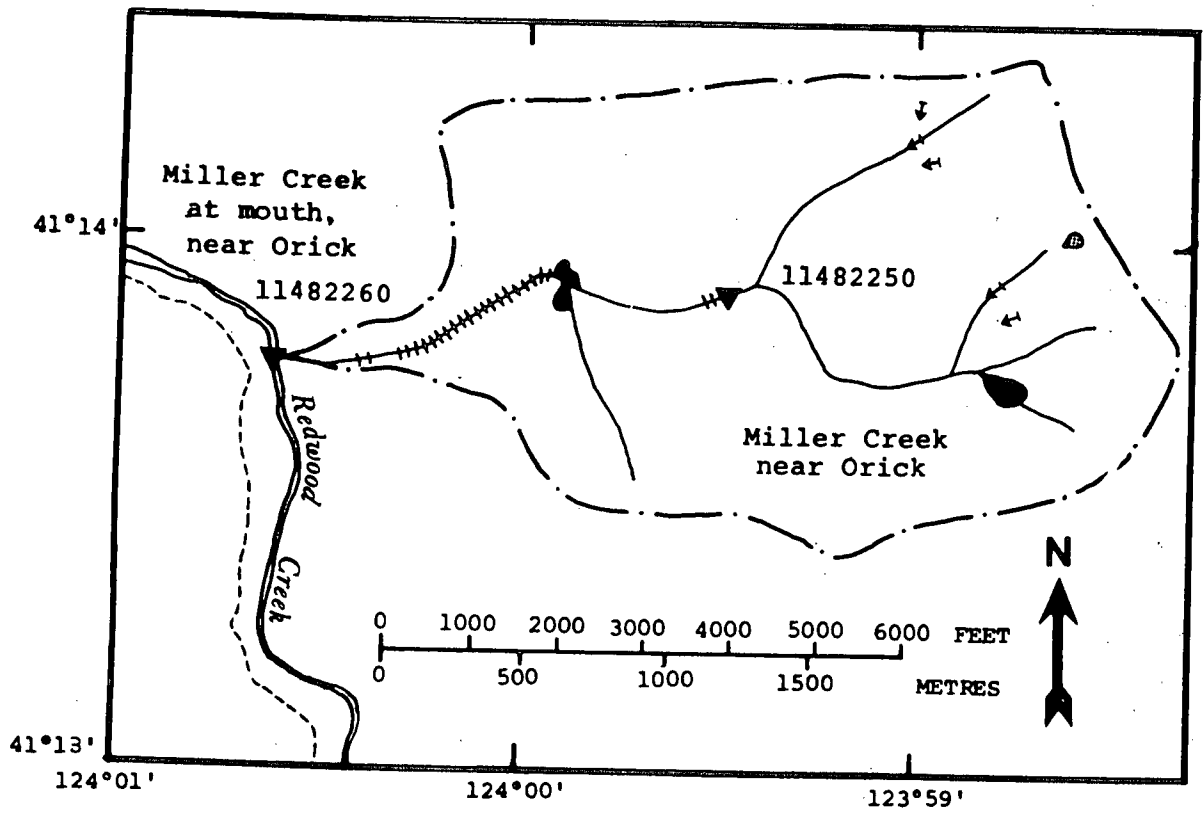 Miller Creek
at mouth,
near Orick
11482260
41°14'
11482250
Miller Creek
near Orick
Redwood
Creek
N
0 1000 2000 3000 4000 5000 6000 FEET
0 500 1000 1500 METRES
41°13'
124°01' 124°00' 123°59'